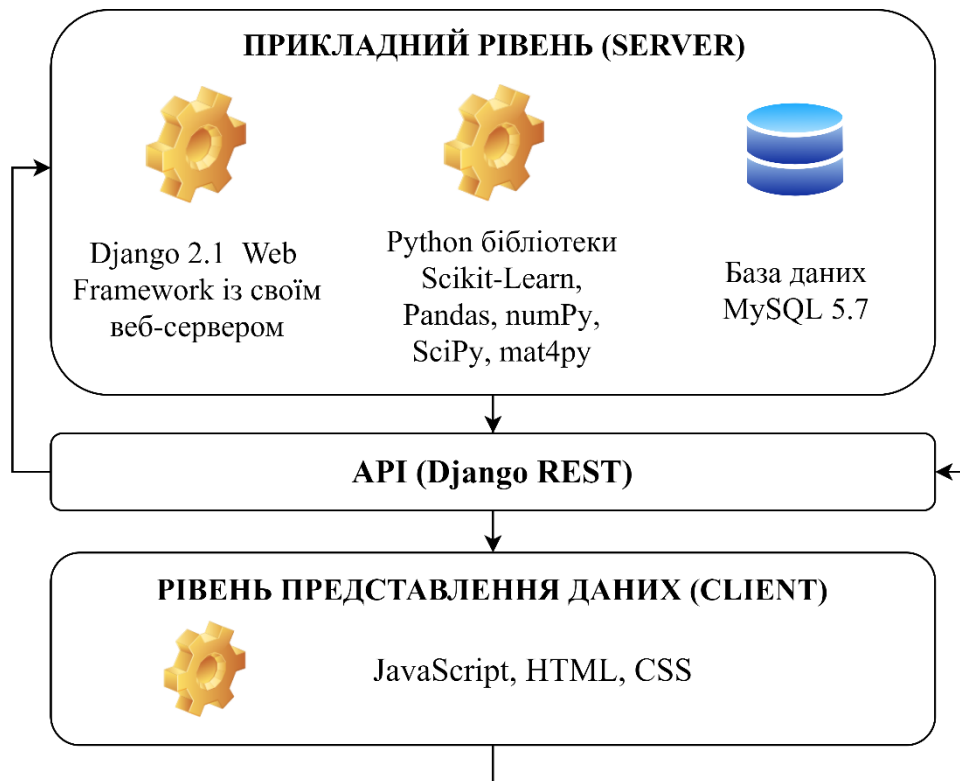 ПРИКЛАДНИЙ РІВЕНЬ (SERVER)
Django 2.1 Web
Framework із своїм
веб-сервером
Python бібліотеки
Scikit-Learn,
Pandas, numPy,
SciPy, mat4py
База даних
MySQL 5.7
API (Django REST)
РІВЕНЬ ПРЕДСТАВЛЕННЯ ДАНИХ (CLIENT)
JavaScript, HTML, CSS